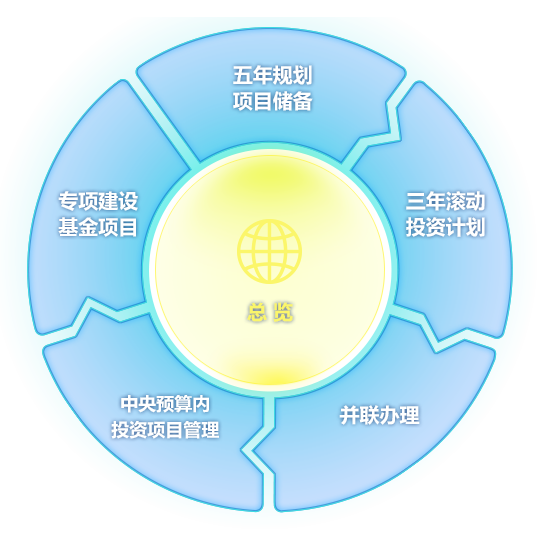 五年规划
项目储备
三年滚动
投资计划
并联办理
中央预算内
投资项目管理
专项建设
基金项目
总 览